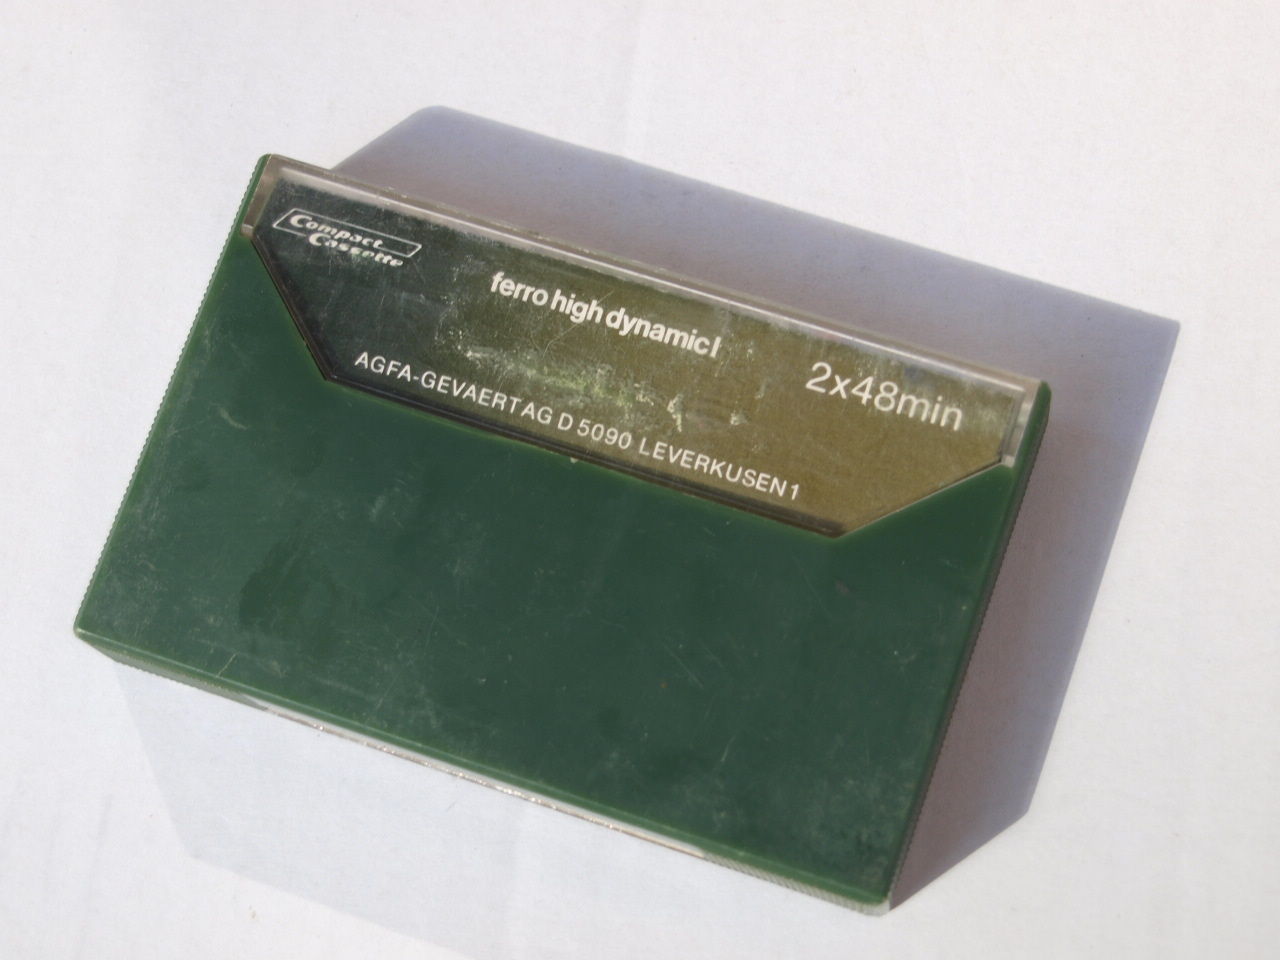 Compact
Cassette
ferro high dynamic I
2x48min
AGFA-GEVAERT AG D 5090 LEVERKUSEN 1